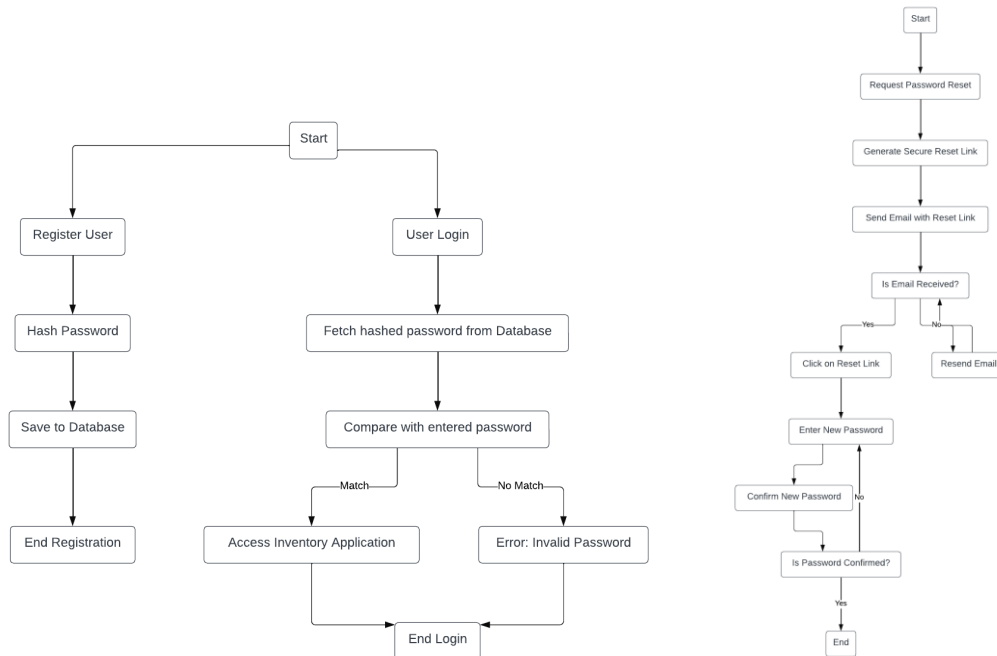 Start
Register User
User Login
Hash Password
Fetch hashed password from Database
Save to Database
Compare with entered password
Match
No Match
End Registration
Access Inventory Application
Error: Invalid Password
End Login
Start
Request Password Reset
Generate Secure Reset Link
Send Email with Reset Link
Is Email Received?
Yes
No
Click on Reset Link
Resend Email
Enter New Password
Confirm New Password
No
Is Password Confirmed?
Yes
End